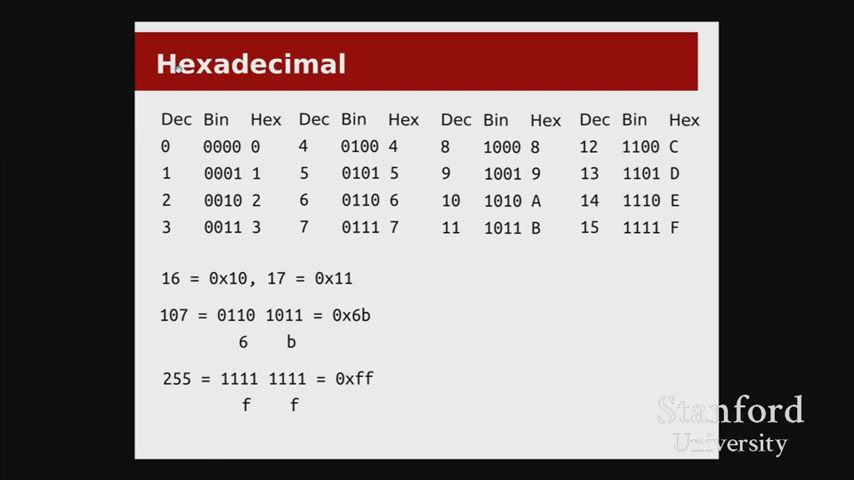 Hexadecimal
Dec Bin Hex Dec Bin Hex Dec Bin Hex Dec Bin Hex
0 0000 0 4 0100 4 8 1000 8 12 1100 C
1 0001 1 5 0101 5 9 1001 9 13 1101 D
2 0010 2 6 0110 6 10 1010 A 14 1110 E
3 0011 3 7 0111 7 11 1011 B 15 1111 F
16 = 0x10, 17 = 0x11
107 = 0110 1011 = 0x6b
6 b
255 = 1111 1111 = 0xff
f f
Stanford
University